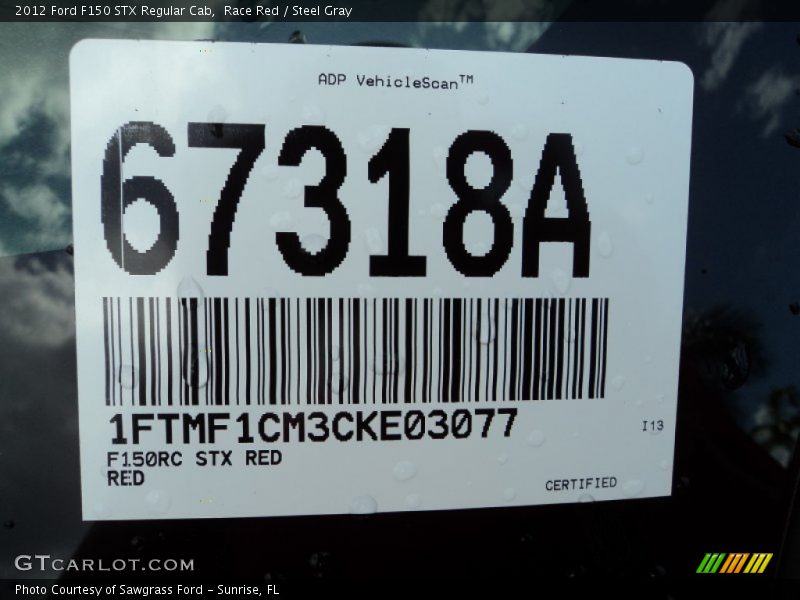 2012 Ford F150 STX Regular Cab,  Race Red / Steel Gray
ADP VehicleScan™
67318A
1FTMF1CM3CKE03077
F150RC STX RED
RED
I13
CERTIFIED
GTCARLOT.COM
Photo Courtesy of Sawgrass Ford - Sunrise, FL